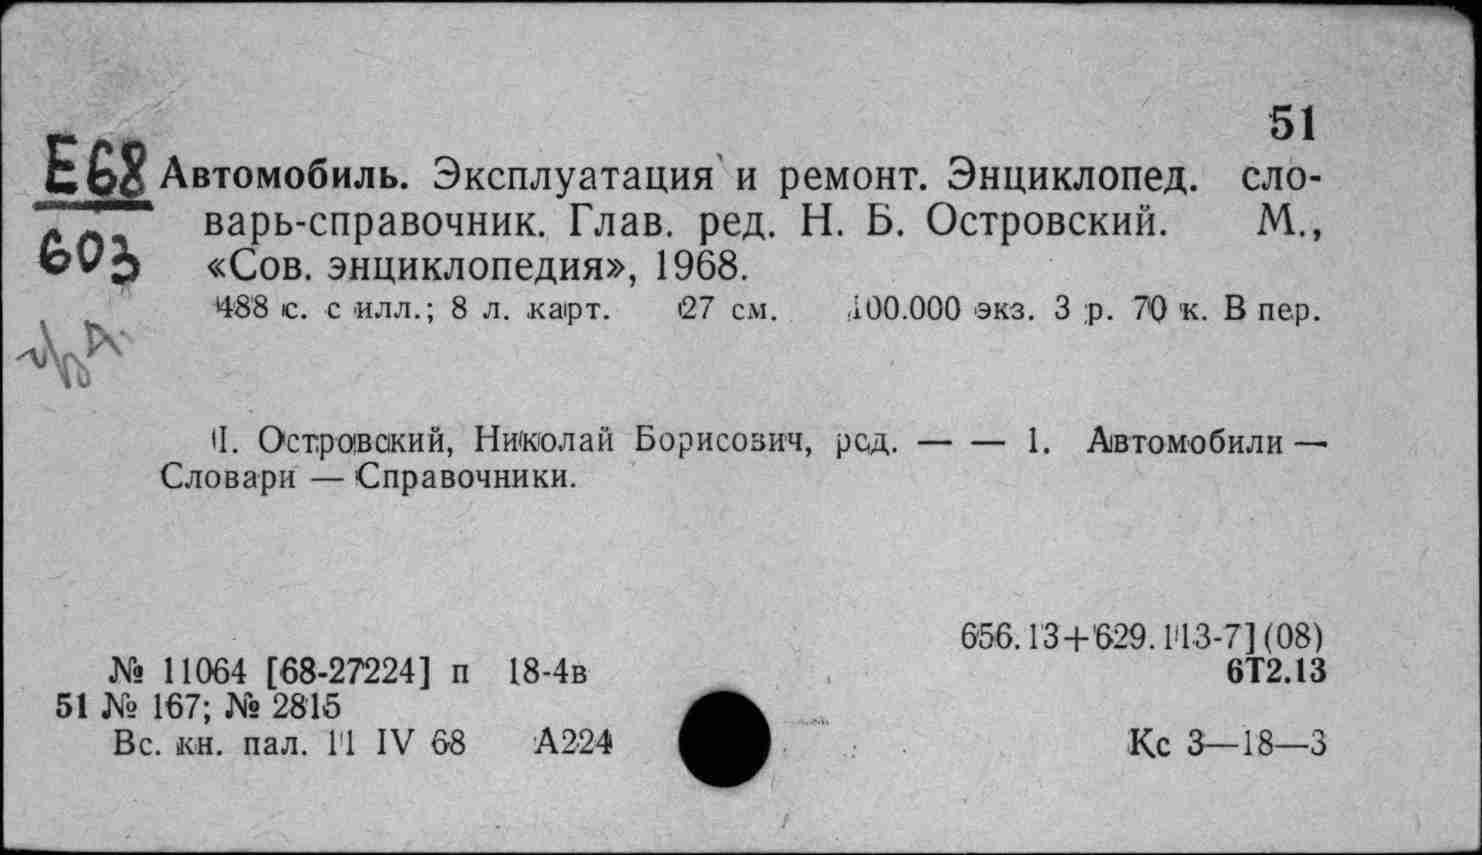 51
Е68 Автомобиль. Эксплуатация и ремонт. Энциклопед. сло-
603 варь-справочник. Глав. ред. Н. Б. Островский. М.,
«Сов. энциклопедия», 1968.
488 с. с илл.; 8 л. карт. 27 см. 100.000 экз. 3 р. 70 к. В пер.
I. Островский, Николай Борисович, ред. — — 1. Автомобили —
Словари — Справочники.
656.13+629.113-7] (08)
№ 11064 [68-27224] п 18-4в 6Т2.13
51 № 167; № 2815
Вс. кн. пал. 11 IV 68 А224 Кс 3—18—3